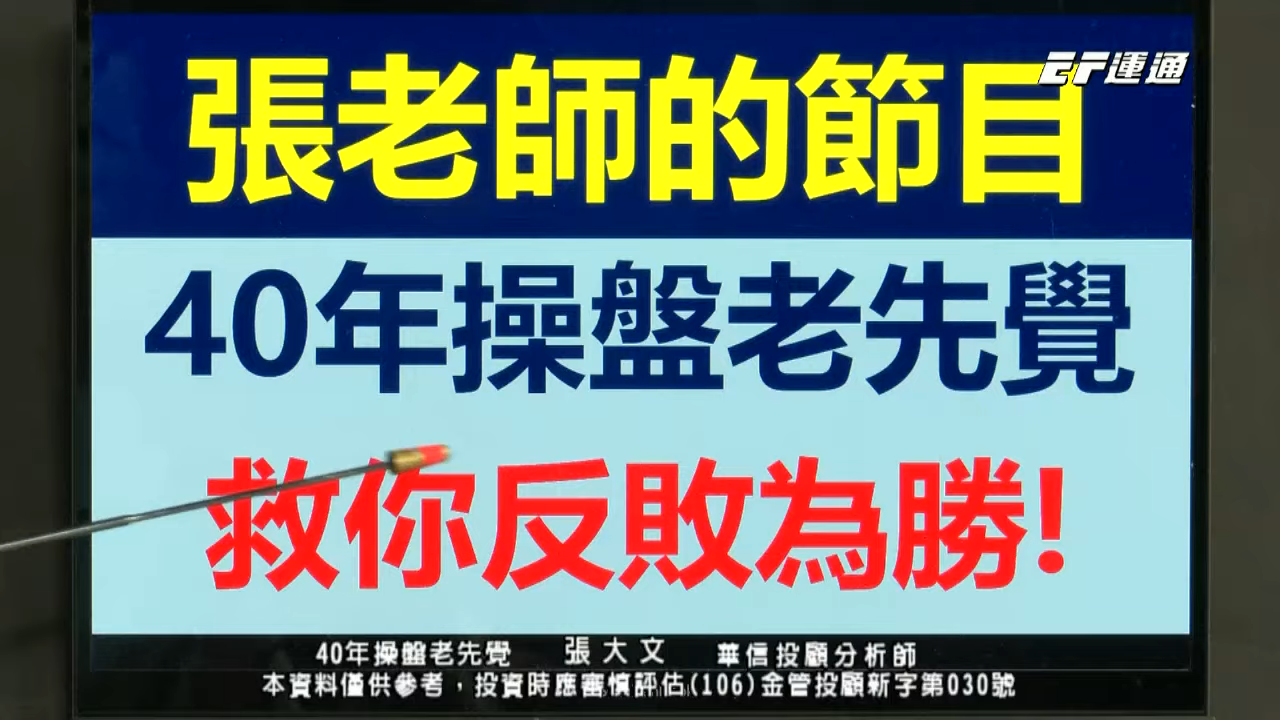 張老師的節目
EF運通
40年操盤老先覺
救你反敗為勝!
40年操盤老先覺 張大文 華信投顧分析師
本資料僅供參考，投資時應審慎評估(106)金管投顧新字第030號